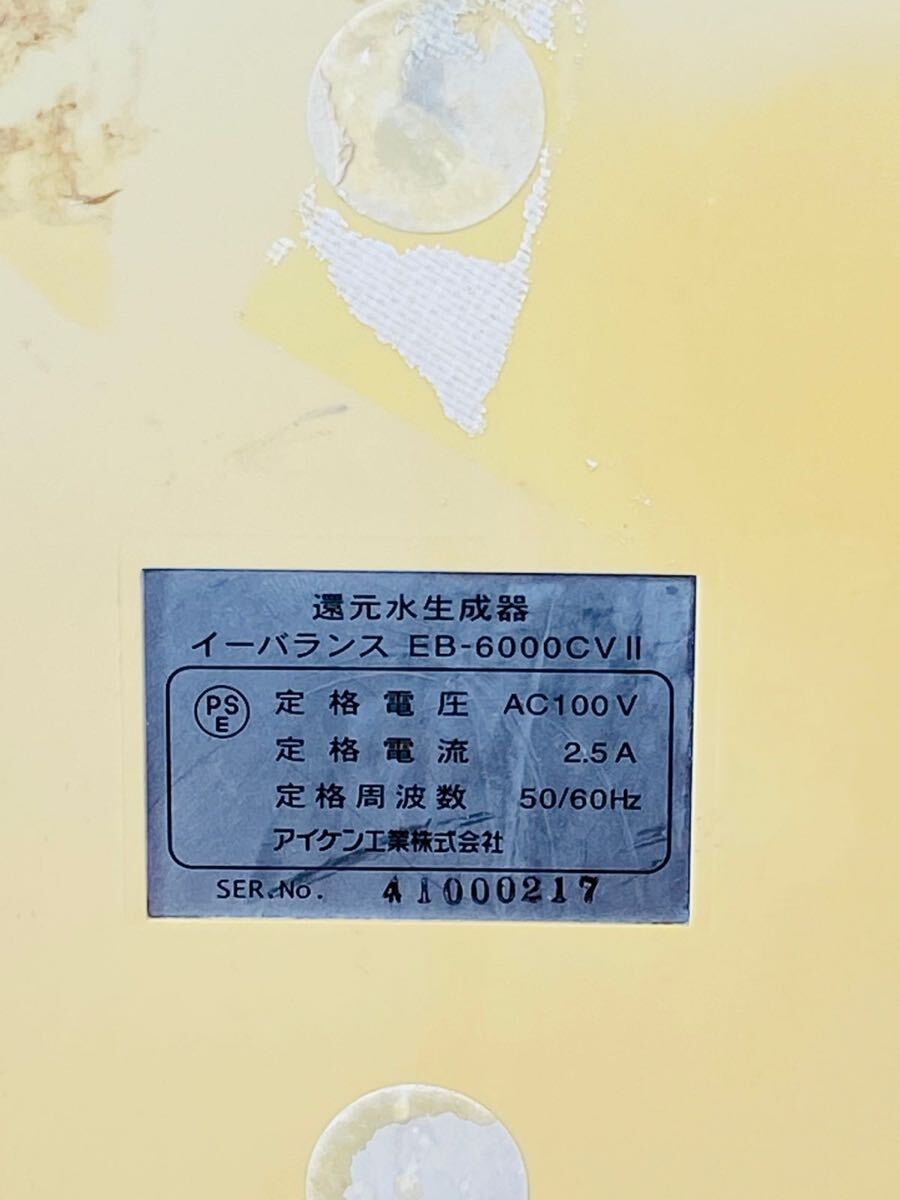 還元水生成器
イーバランス EB-6000CVⅡ
PS
E
定格電圧 AC100V
定格電流 2.5A
定格周波数 50/60Hz
アイケン工業株式会社
SER.No. 41000217